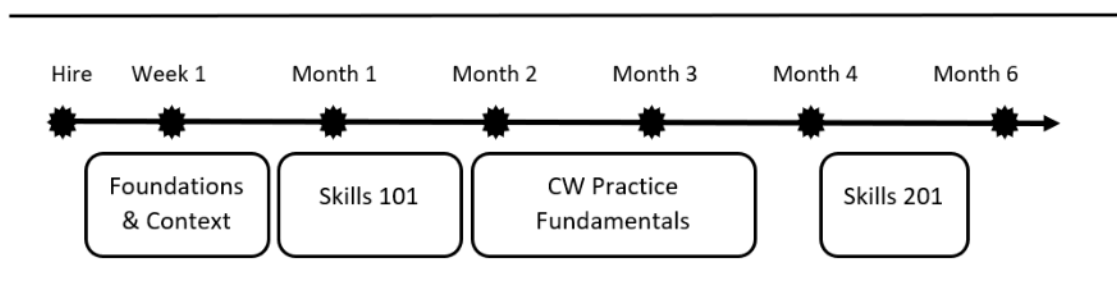 Hire Week 1 Month 1 Month 2 Month 3 Month 4 Month 6
Foundations
& Context
Skills 101
CW Practice
Fundamentals
Skills 201